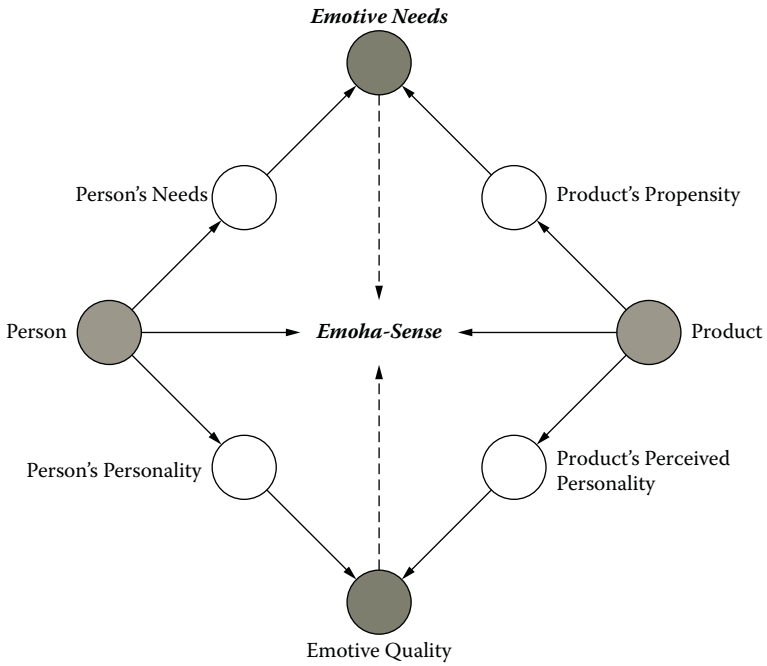 Emotive Needs
Person’s Needs
Product’s Propensity
Person
Emoha-Sense
Product
Person’s Personality
Product’s Perceived
Personality
Emotive Quality